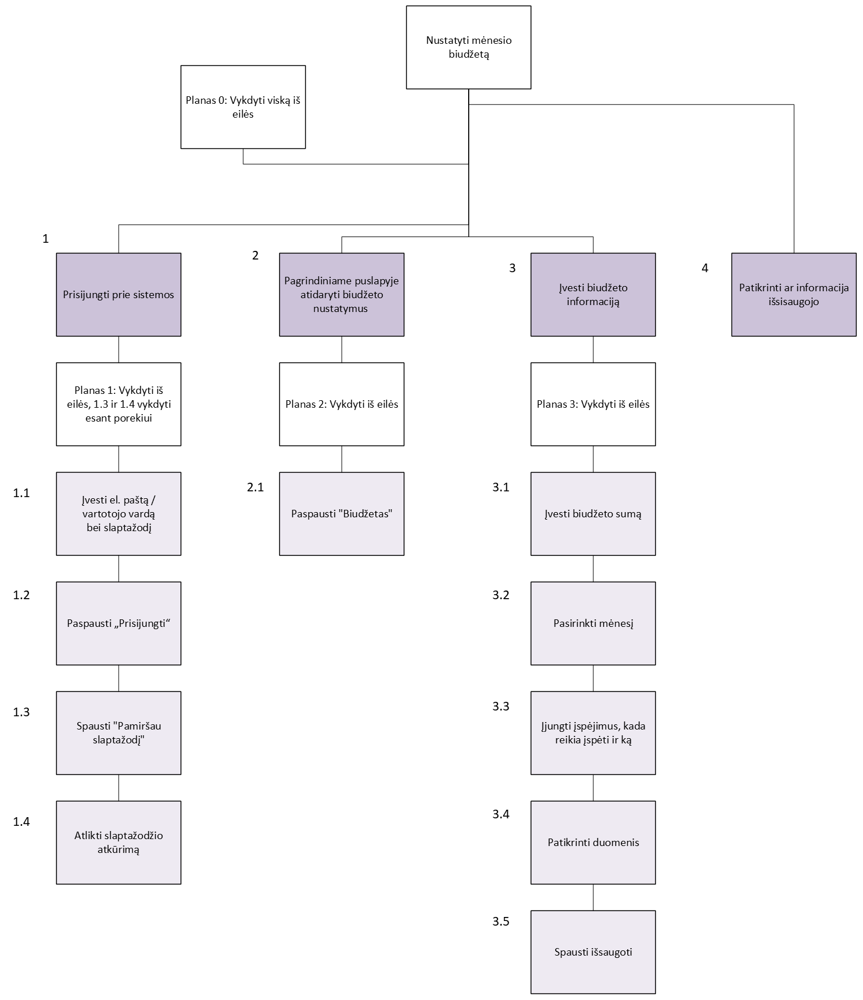 Nustatyti mėnesio
biudžetą
Planas 0: Vykdyti viską iš
eilės
1
Prisijungti prie sistemos
Planas 1: Vykdyti iš
eilės, 1.3 ir 1.4 vykdyti
esant porekiui
1.1
Įvesti el. paštą /
vartotojo vardą
bei slaptažodį
1.2
Paspausti „Prisijungti“
1.3
Spausti "Pamiršau
slaptažodį"
1.4
Atlikti slaptažodžio
atkūrimą
2
Pagrindiniame puslapyje
atidaryti biudžeto
nustatymus
Planas 2: Vykdyti iš eilės
2.1
Paspausti "Biudžetas"
3
Įvesti biudžeto
informaciją
Planas 3: Vykdyti iš eilės
3.1
Įvesti biudžeto sumą
3.2
Pasirinkti mėnesį
3.3
Įjungti įspėjimus, kada
reikia įspėti ir ką
3.4
Patikrinti duomenis
3.5
Spausti išsaugoti
4
Patikrinti ar informacija
išsisaugojo